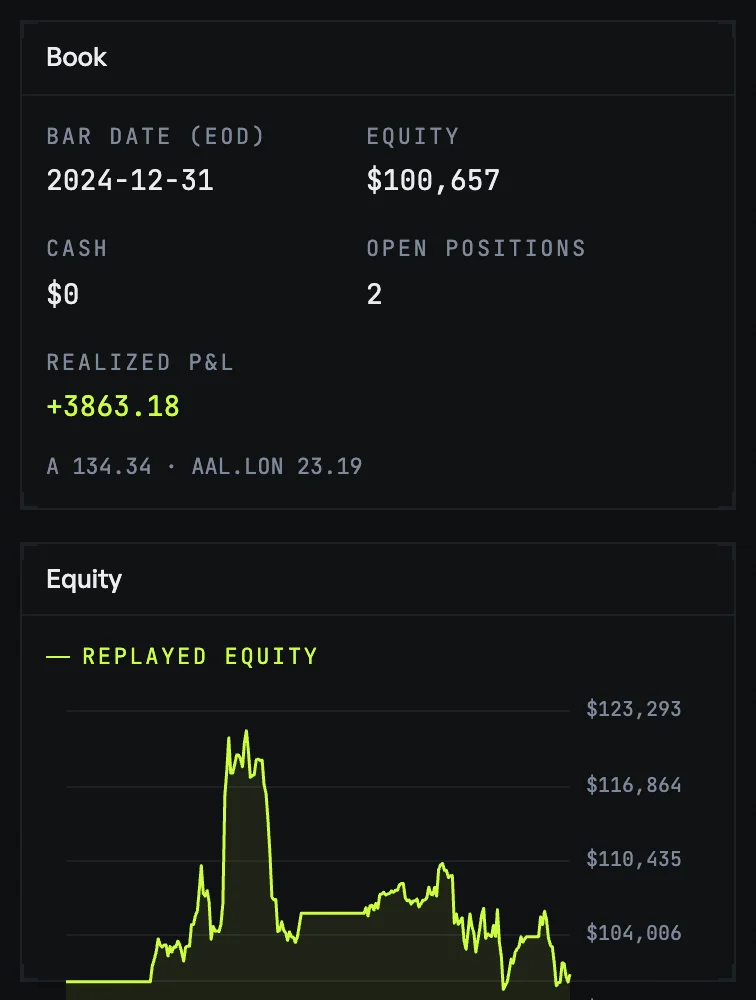 Book
BAR DATE (EOD) EQUITY
2024-12-31 $100,657
CASH OPEN POSITIONS
$0 2
REALIZED P&L
+3863.18
A 134.34 · AAL.LON 23.19
Equity
— REPLAYED EQUITY
$123,293
$116,864
$110,435
$104,006